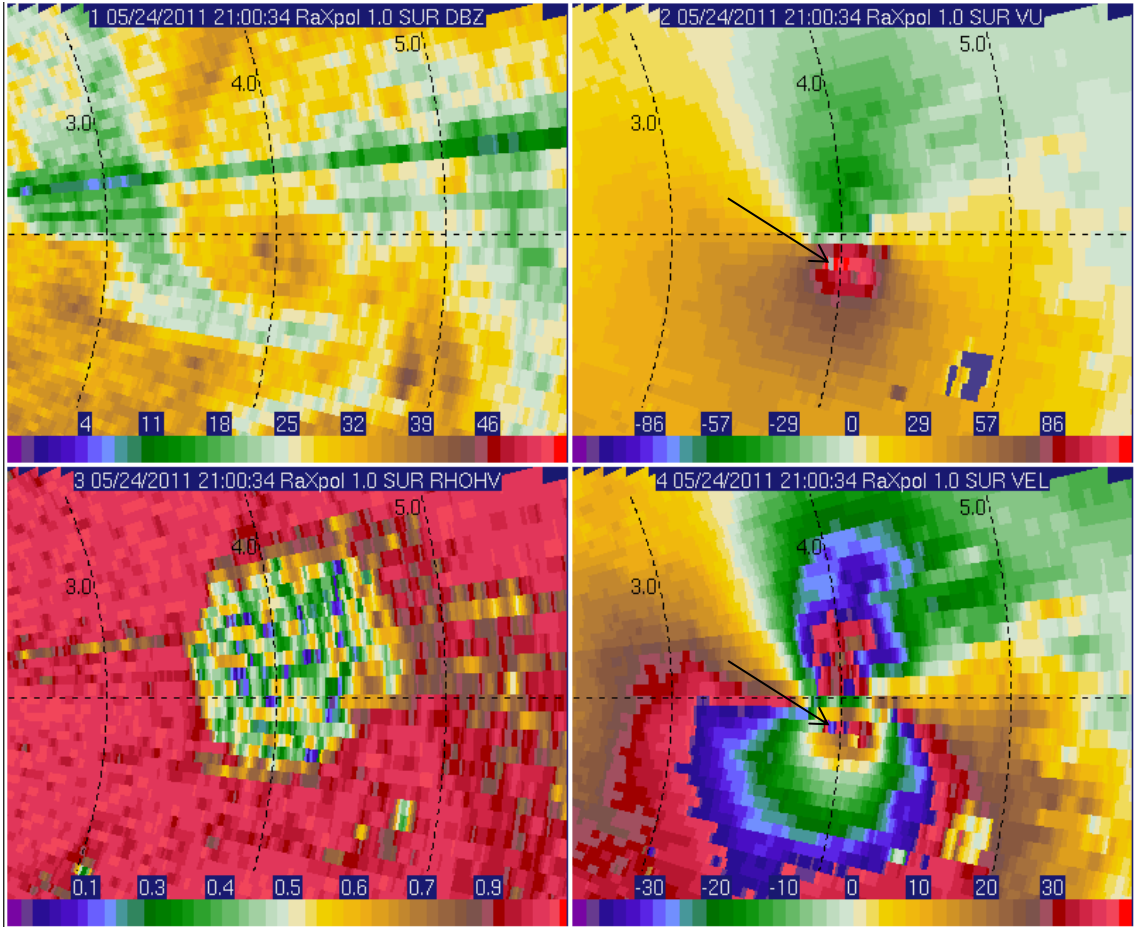 1 05/24/2011 21:00:34 RaXpol 1.0 SUR DBZ
5.0
4.0
3.0
4 11 18 25 32 39 46
2 05/24/2011 21:00:34 RaXpol 1.0 SUR VU
5.0
4.0
3.0
-86 -57 -29 0 29 57 86
3 05/24/2011 21:00:34 RaXpol 1.0 SUR RHOHV
5.0
4.0
3.0
0.1 0.3 0.4 0.5 0.6 0.7 0.9
4 05/24/2011 21:00:34 RaXpol 1.0 SUR VEL
5.0
4.0
3.0
-30 -20 -10 0 10 20 30